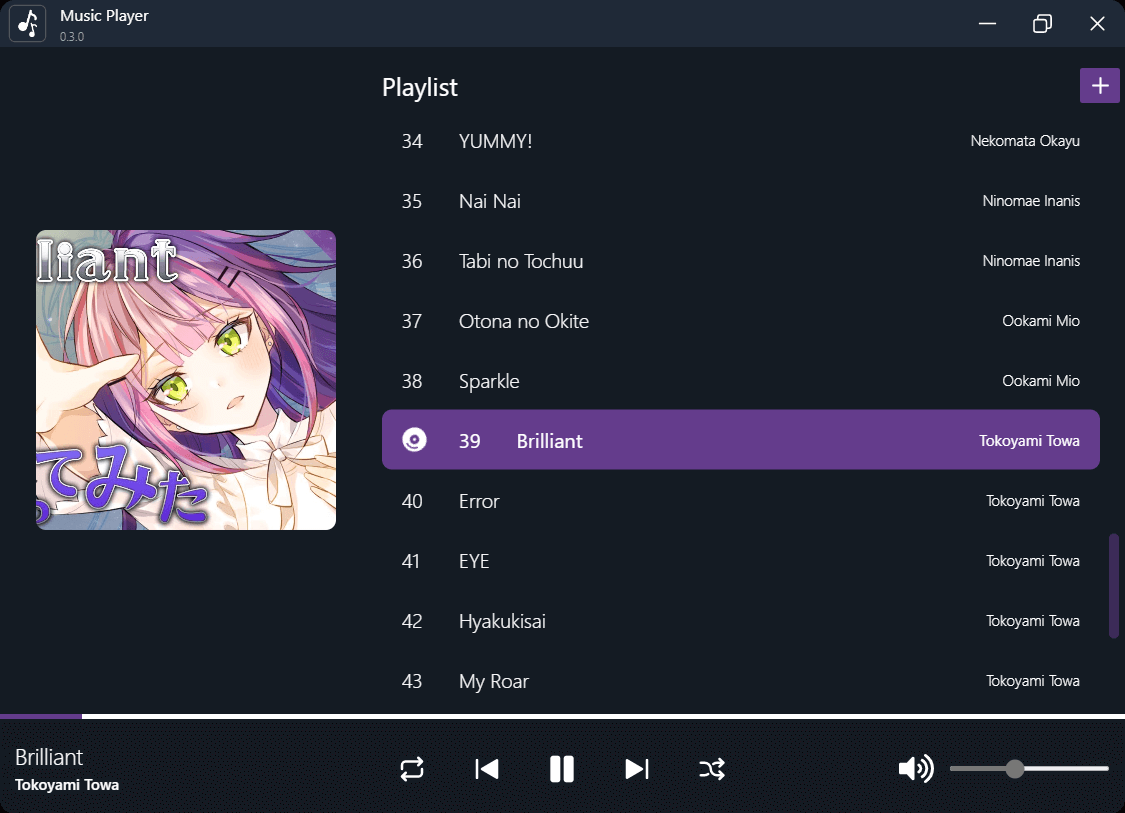 Music Player
0.3.0
Playlist
34 YUMMY! Nekomata Okayu
35 Nai Nai Ninomae Inanis
36 Tabi no Tochuu Ninomae Inanis
37 Otona no Okite Ookami Mio
38 Sparkle Ookami Mio
39 Brilliant Tokoyami Towa
40 Error Tokoyami Towa
41 EYE Tokoyami Towa
42 Hyakukisai Tokoyami Towa
43 My Roar Tokoyami Towa
liant
てみた
Brilliant
Tokoyami Towa